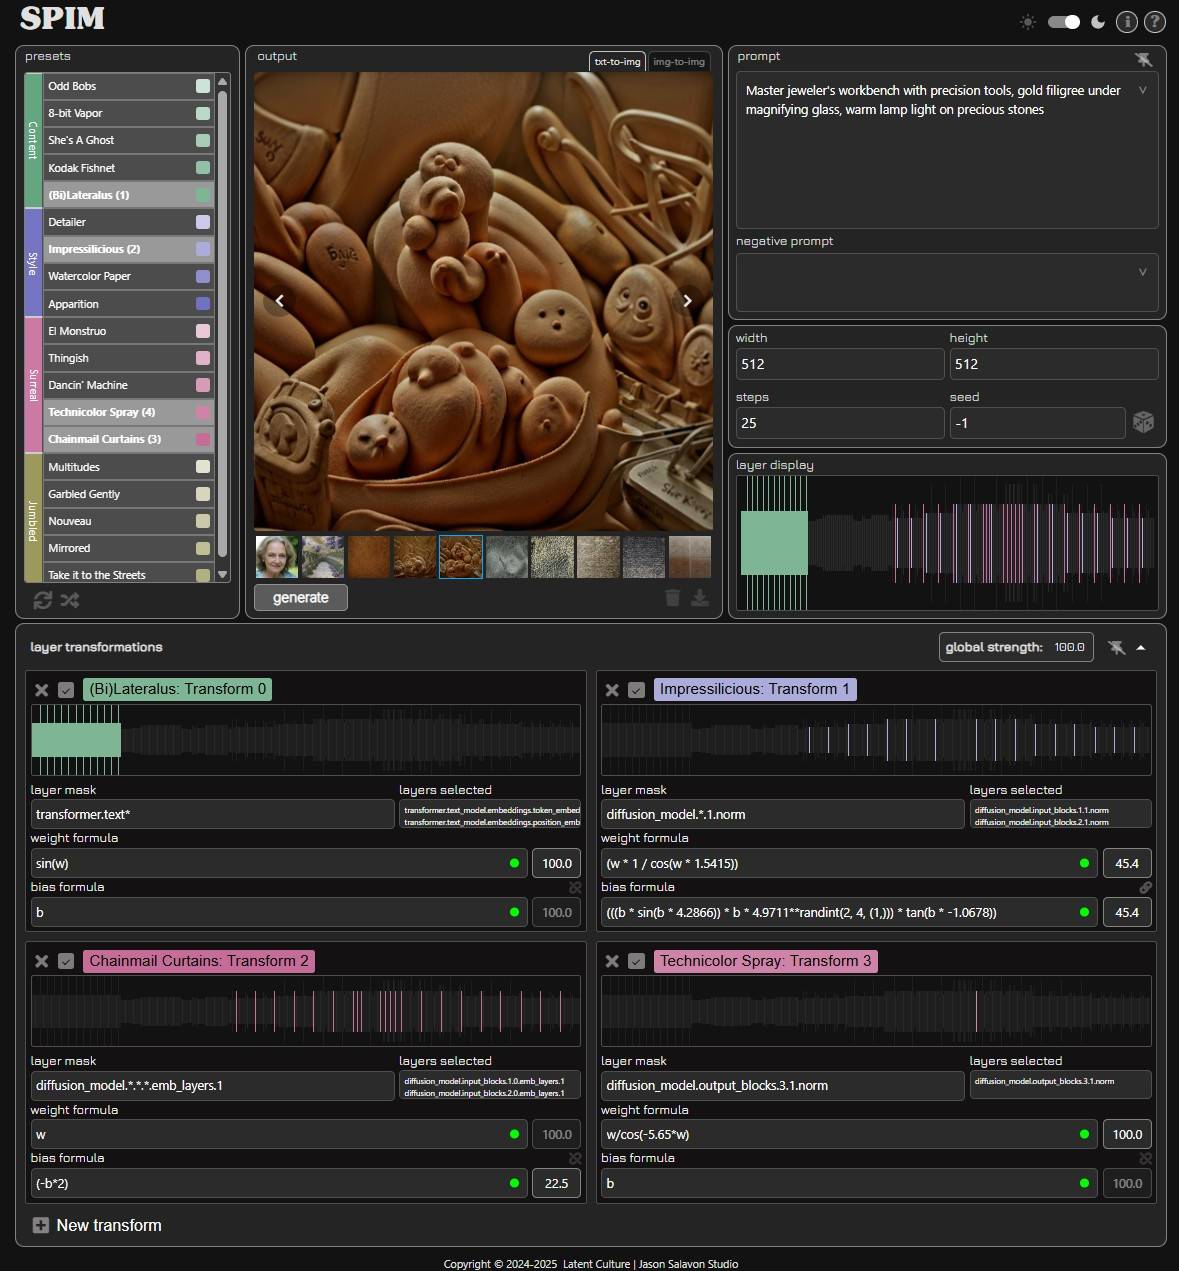 SPIM
presets
Content
Odd Bobs
8-bit Vapor
She's A Ghost
Kodak Fishnet
(Bi)Lateralus (1)
Style
Detailer
Impressilicious (2)
Watercolor Paper
Apparition
Surreal
El Monstruo
Thingish
Dancin' Machine
Technicolor Spray (4)
Chainmail Curtains (3)
Jumbled
Multitudes
Garbled Gently
Nouveau
Mirrored
Take it to the Streets
output
txt-to-img
img-to-img
generate
prompt
Master jeweler's workbench with precision tools, gold filigree under
magnifying glass, warm lamp light on precious stones
negative prompt
width
height
512
512
steps
seed
25
-1
layer display
layer transformations
global strength: 100.0
(Bi)Lateralus: Transform 0
layer mask
layers selected
transformer.text*
transformer.text_model.embeddings.token_embed
transformer.text_model.embeddings.position_emb
weight formula
sin(w)
100.0
bias formula
b
100.0
Impressilicious: Transform 1
layer mask
layers selected
diffusion_model.*.1.norm
diffusion_model.input_blocks.1.1.norm
diffusion_model.input_blocks.2.1.norm
weight formula
(w * 1 / cos(w * 1.5415))
45.4
bias formula
(((b * sin(b * 4.2866)) * b * 4.9711**randint(2, 4, (1,))) * tan(b * -1.0678))
45.4
Chainmail Curtains: Transform 2
layer mask
layers selected
diffusion_model.*.*.*.emb_layers.1
diffusion_model.input_blocks.1.0.emb_layers.1
diffusion_model.input_blocks.2.0.emb_layers.1
weight formula
w
100.0
bias formula
(-b*2)
22.5
Technicolor Spray: Transform 3
layer mask
layers selected
diffusion_model.output_blocks.3.1.norm
diffusion_model.output_blocks.3.1.norm
weight formula
w/cos(-5.65*w)
100.0
bias formula
b
100.0
New transform
Copyright © 2024-2025 Latent Culture | Jason Salavon Studio